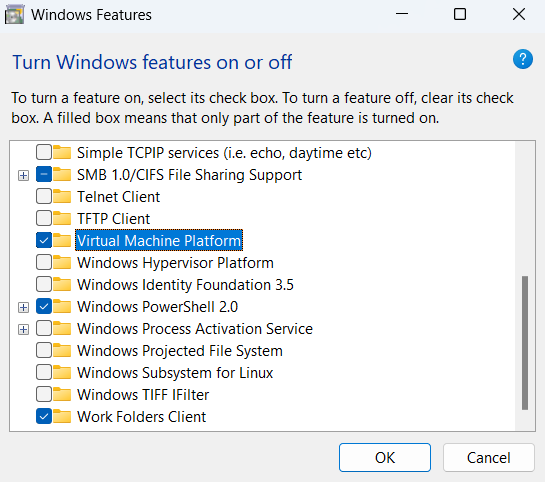 Windows Features
Turn Windows features on or off
?
To turn a feature on, select its check box. To turn a feature off, clear its check
box. A filled box means that only part of the feature is turned on.
Simple TCPIP services (i.e. echo, daytime etc)
SMB 1.0/CIFS File Sharing Support
Telnet Client
TFTP Client
Virtual Machine Platform
Windows Hypervisor Platform
Windows Identity Foundation 3.5
Windows PowerShell 2.0
Windows Process Activation Service
Windows Projected File System
Windows Subsystem for Linux
Windows TIFF IFilter
Work Folders Client
OK
Cancel